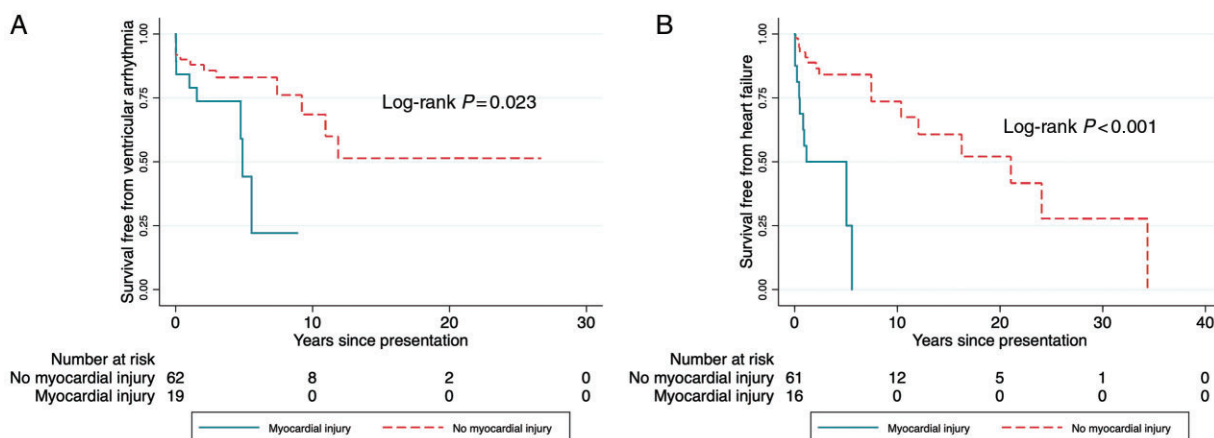 A
Survival free from ventricular arrhythmia
1.00
0.75
0.50
0.25
0.00
Log-rank P=0.023
0 10 20 30
Years since presentation
Number at risk
No myocardial injury 62 8 2 0
Myocardial injury 19 0 0 0
Myocardial injury No myocardial injury
B
Survival free from heart failure
1.00
0.75
0.50
0.25
0.00
Log-rank P<0.001
0 10 20 30 40
Years since presentation
Number at risk
No myocardial injury 61 12 5 1 0
Myocardial injury 16 0 0 0 0
Myocardial injury No myocardial injury